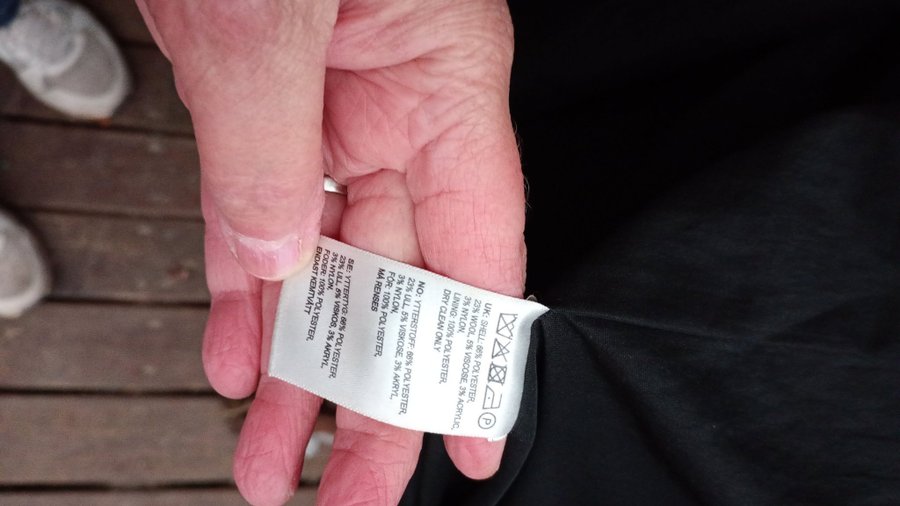 P
UK: SHELL: 66% POLYESTER,
23% WOOL, 5% VISCOSE, 3% ACRYLIC,
3% NYLON.
LINING: 100% POLYESTER,
DRY CLEAN ONLY
NO: YTTERSTOFF: 66% POLYESTER,
23% ULL, 5% VISKOSE, 3% AKRYL,
3% NYLON.
FÔR: 100% POLYESTER,
MÅ RENSES
SE: YTTERTYG: 66% POLYESTER,
23% ULL, 5% VISKOS, 3% AKRYL,
3% NYLON.
FODER: 100% POLYESTER,
ENDAST KEMTVÄTT